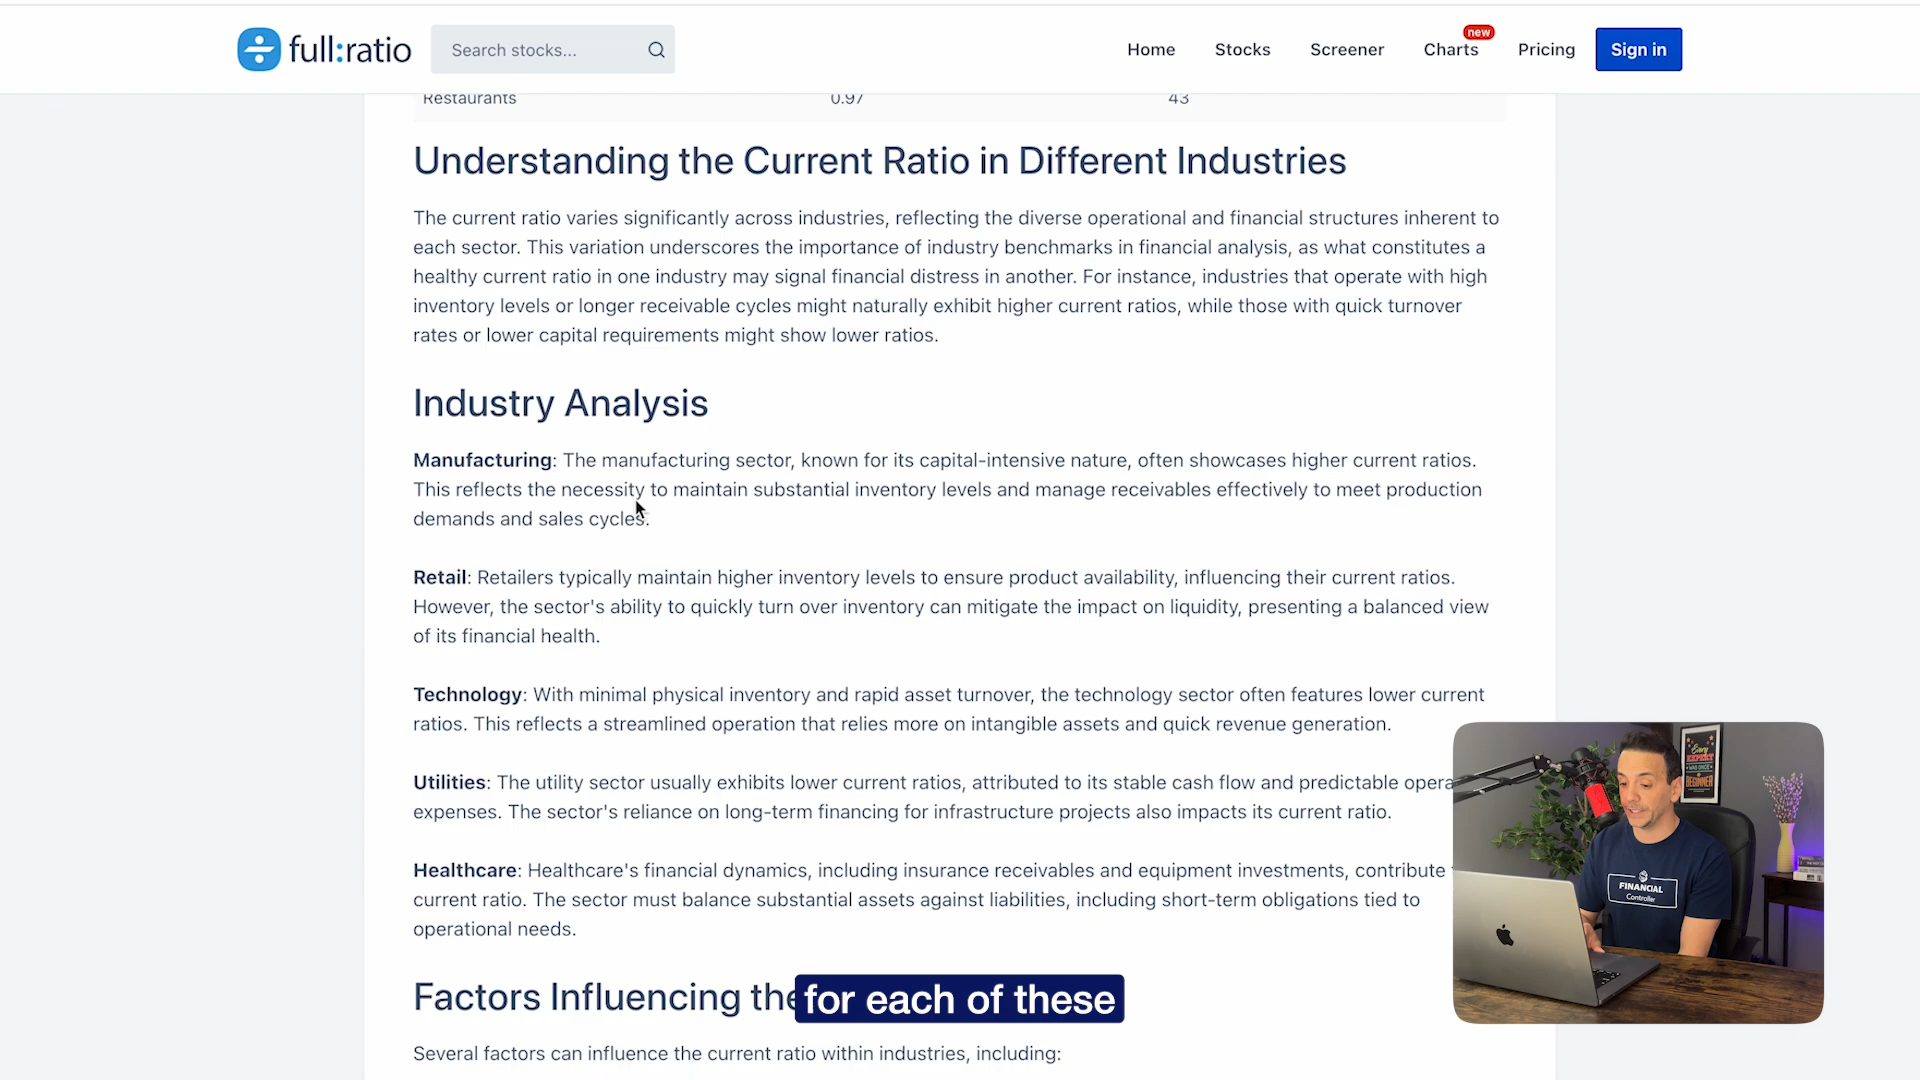 full:ratio
Search stocks...
Home
Stocks
Screener
Charts
new
Pricing
Sign in
Restaurants 0.97 43
Understanding the Current Ratio in Different Industries
The current ratio varies significantly across industries, reflecting the diverse operational and financial structures inherent to
each sector. This variation underscores the importance of industry benchmarks in financial analysis, as what constitutes a
healthy current ratio in one industry may signal financial distress in another. For instance, industries that operate with high
inventory levels or longer receivable cycles might naturally exhibit higher current ratios, while those with quick turnover
rates or lower capital requirements might show lower ratios.
Industry Analysis
Manufacturing: The manufacturing sector, known for its capital-intensive nature, often showcases higher current ratios.
This reflects the necessity to maintain substantial inventory levels and manage receivables effectively to meet production
demands and sales cycles.
Retail: Retailers typically maintain higher inventory levels to ensure product availability, influencing their current ratios.
However, the sector's ability to quickly turn over inventory can mitigate the impact on liquidity, presenting a balanced view
of its financial health.
Technology: With minimal physical inventory and rapid asset turnover, the technology sector often features lower current
ratios. This reflects a streamlined operation that relies more on intangible assets and quick revenue generation.
Utilities: The utility sector usually exhibits lower current ratios, attributed to its stable cash flow and predictable opera
expenses. The sector's reliance on long-term financing for infrastructure projects also impacts its current ratio.
Healthcare: Healthcare's financial dynamics, including insurance receivables and equipment investments, contribute
current ratio. The sector must balance substantial assets against liabilities, including short-term obligations tied to
operational needs.
Factors Influencing the
for each of these
Several factors can influence the current ratio within industries, including:
EXPERT
WAS ONCE
BEGINNER
FINANCIAL
Controller